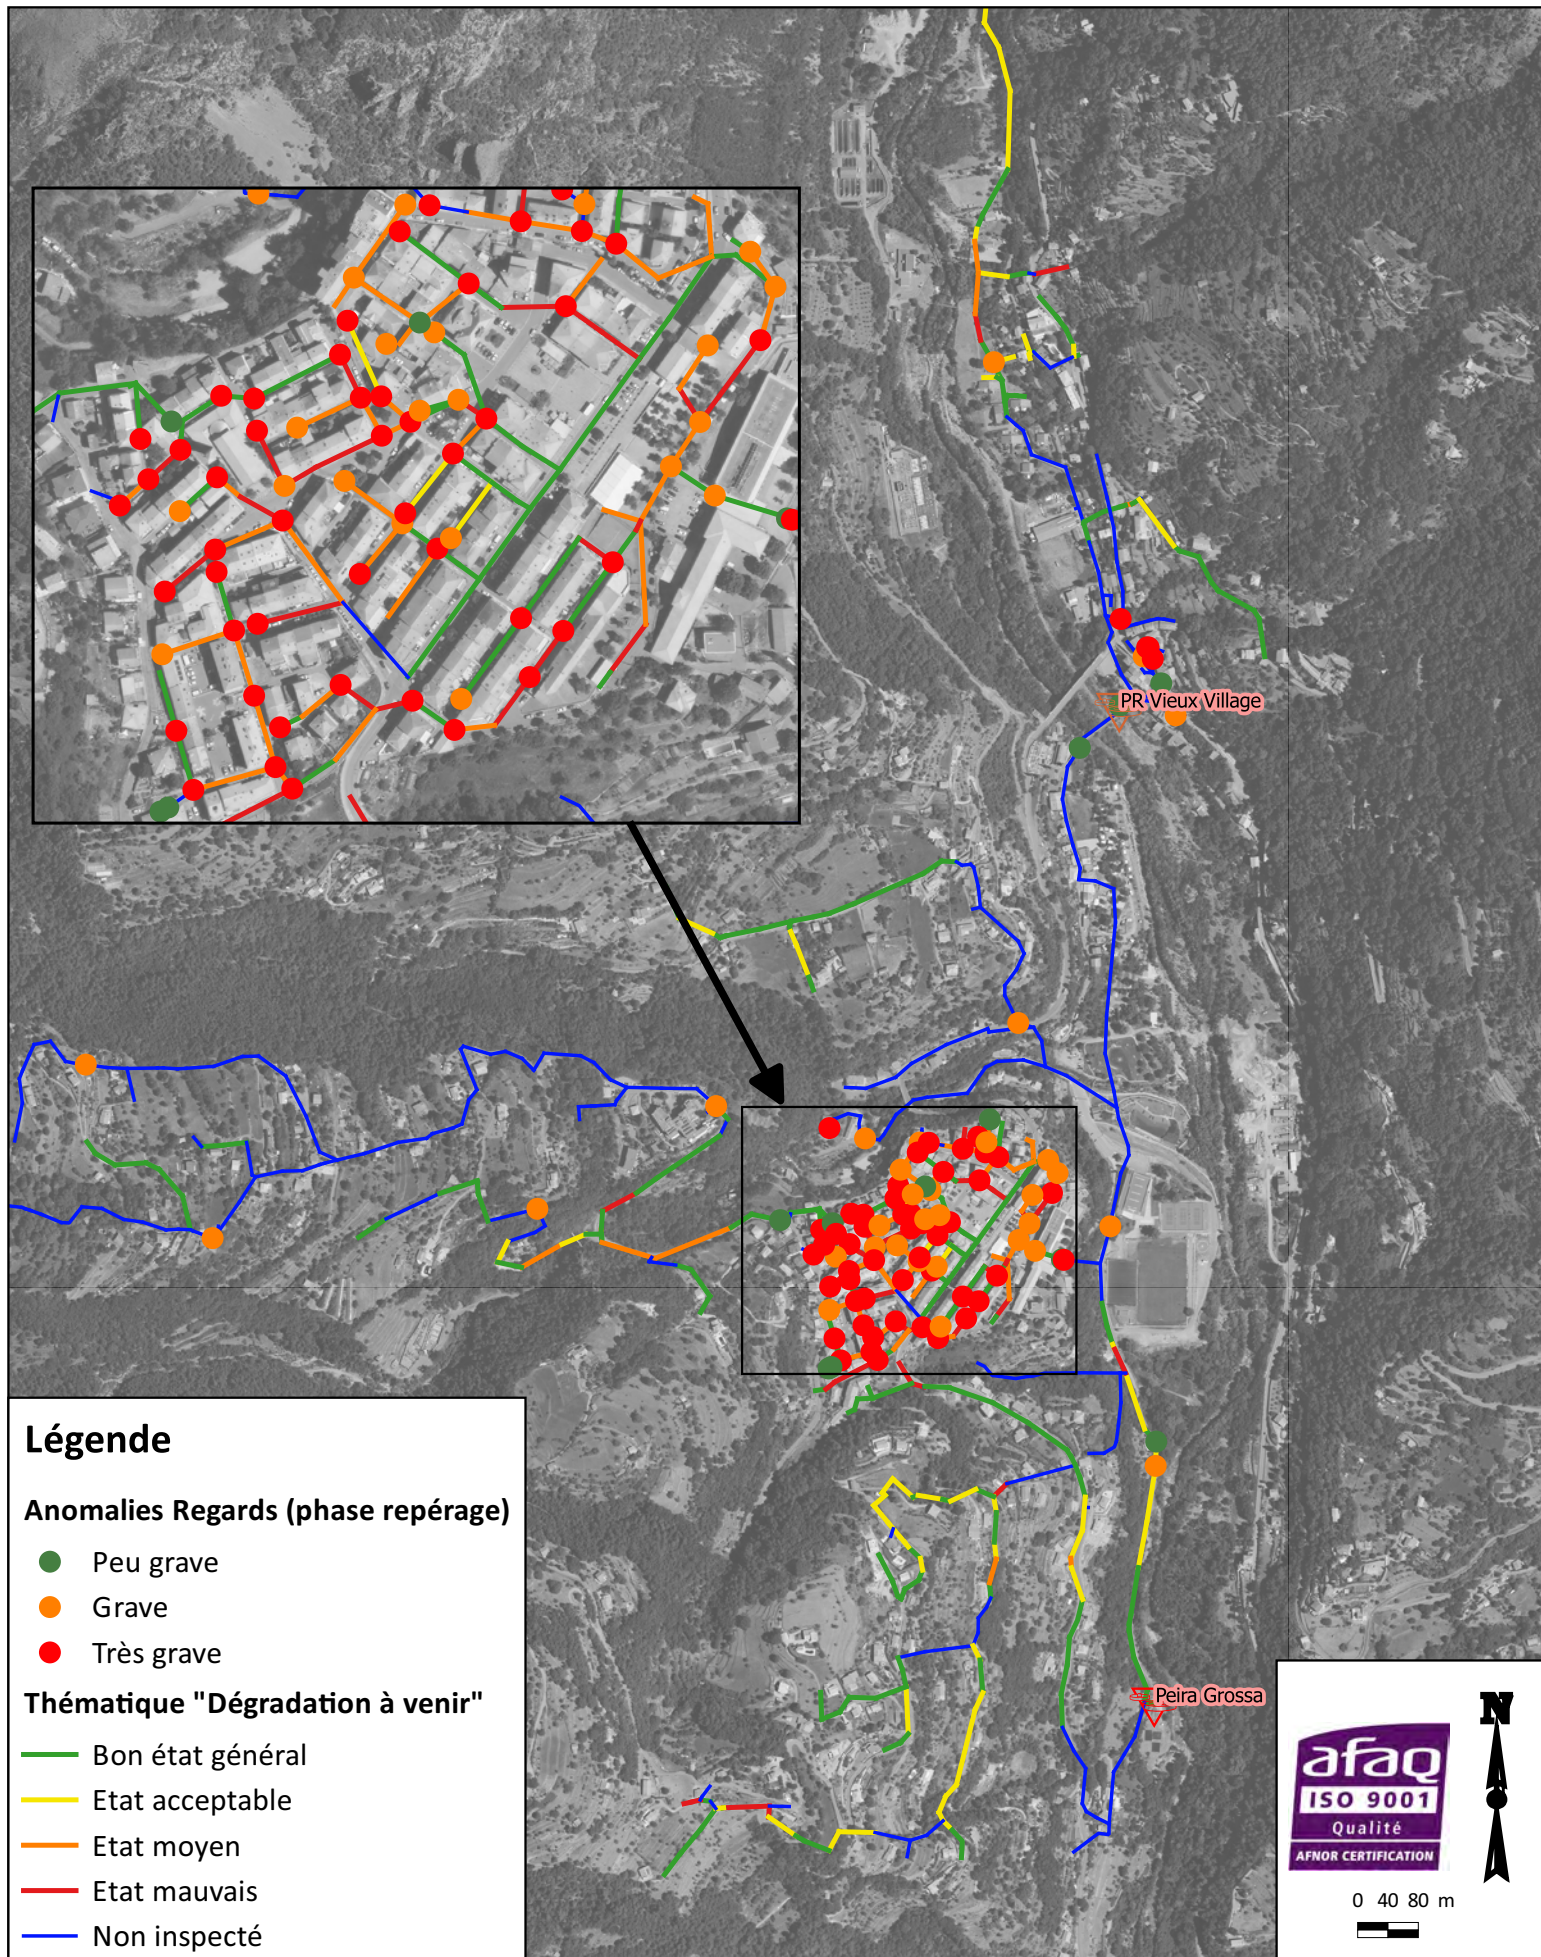 PR Vieux Village
Légende
Anomalies Regards (phase repérage)
Peu grave
Grave
Très grave
Thématique "Dégradation à venir"
Bon état général
Etat acceptable
Etat moyen
Etat mauvais
Non inspecté
Peira Grossa
N
afaq
ISO 9001
Qualité
AFNOR CERTIFICATION
0 40 80 m